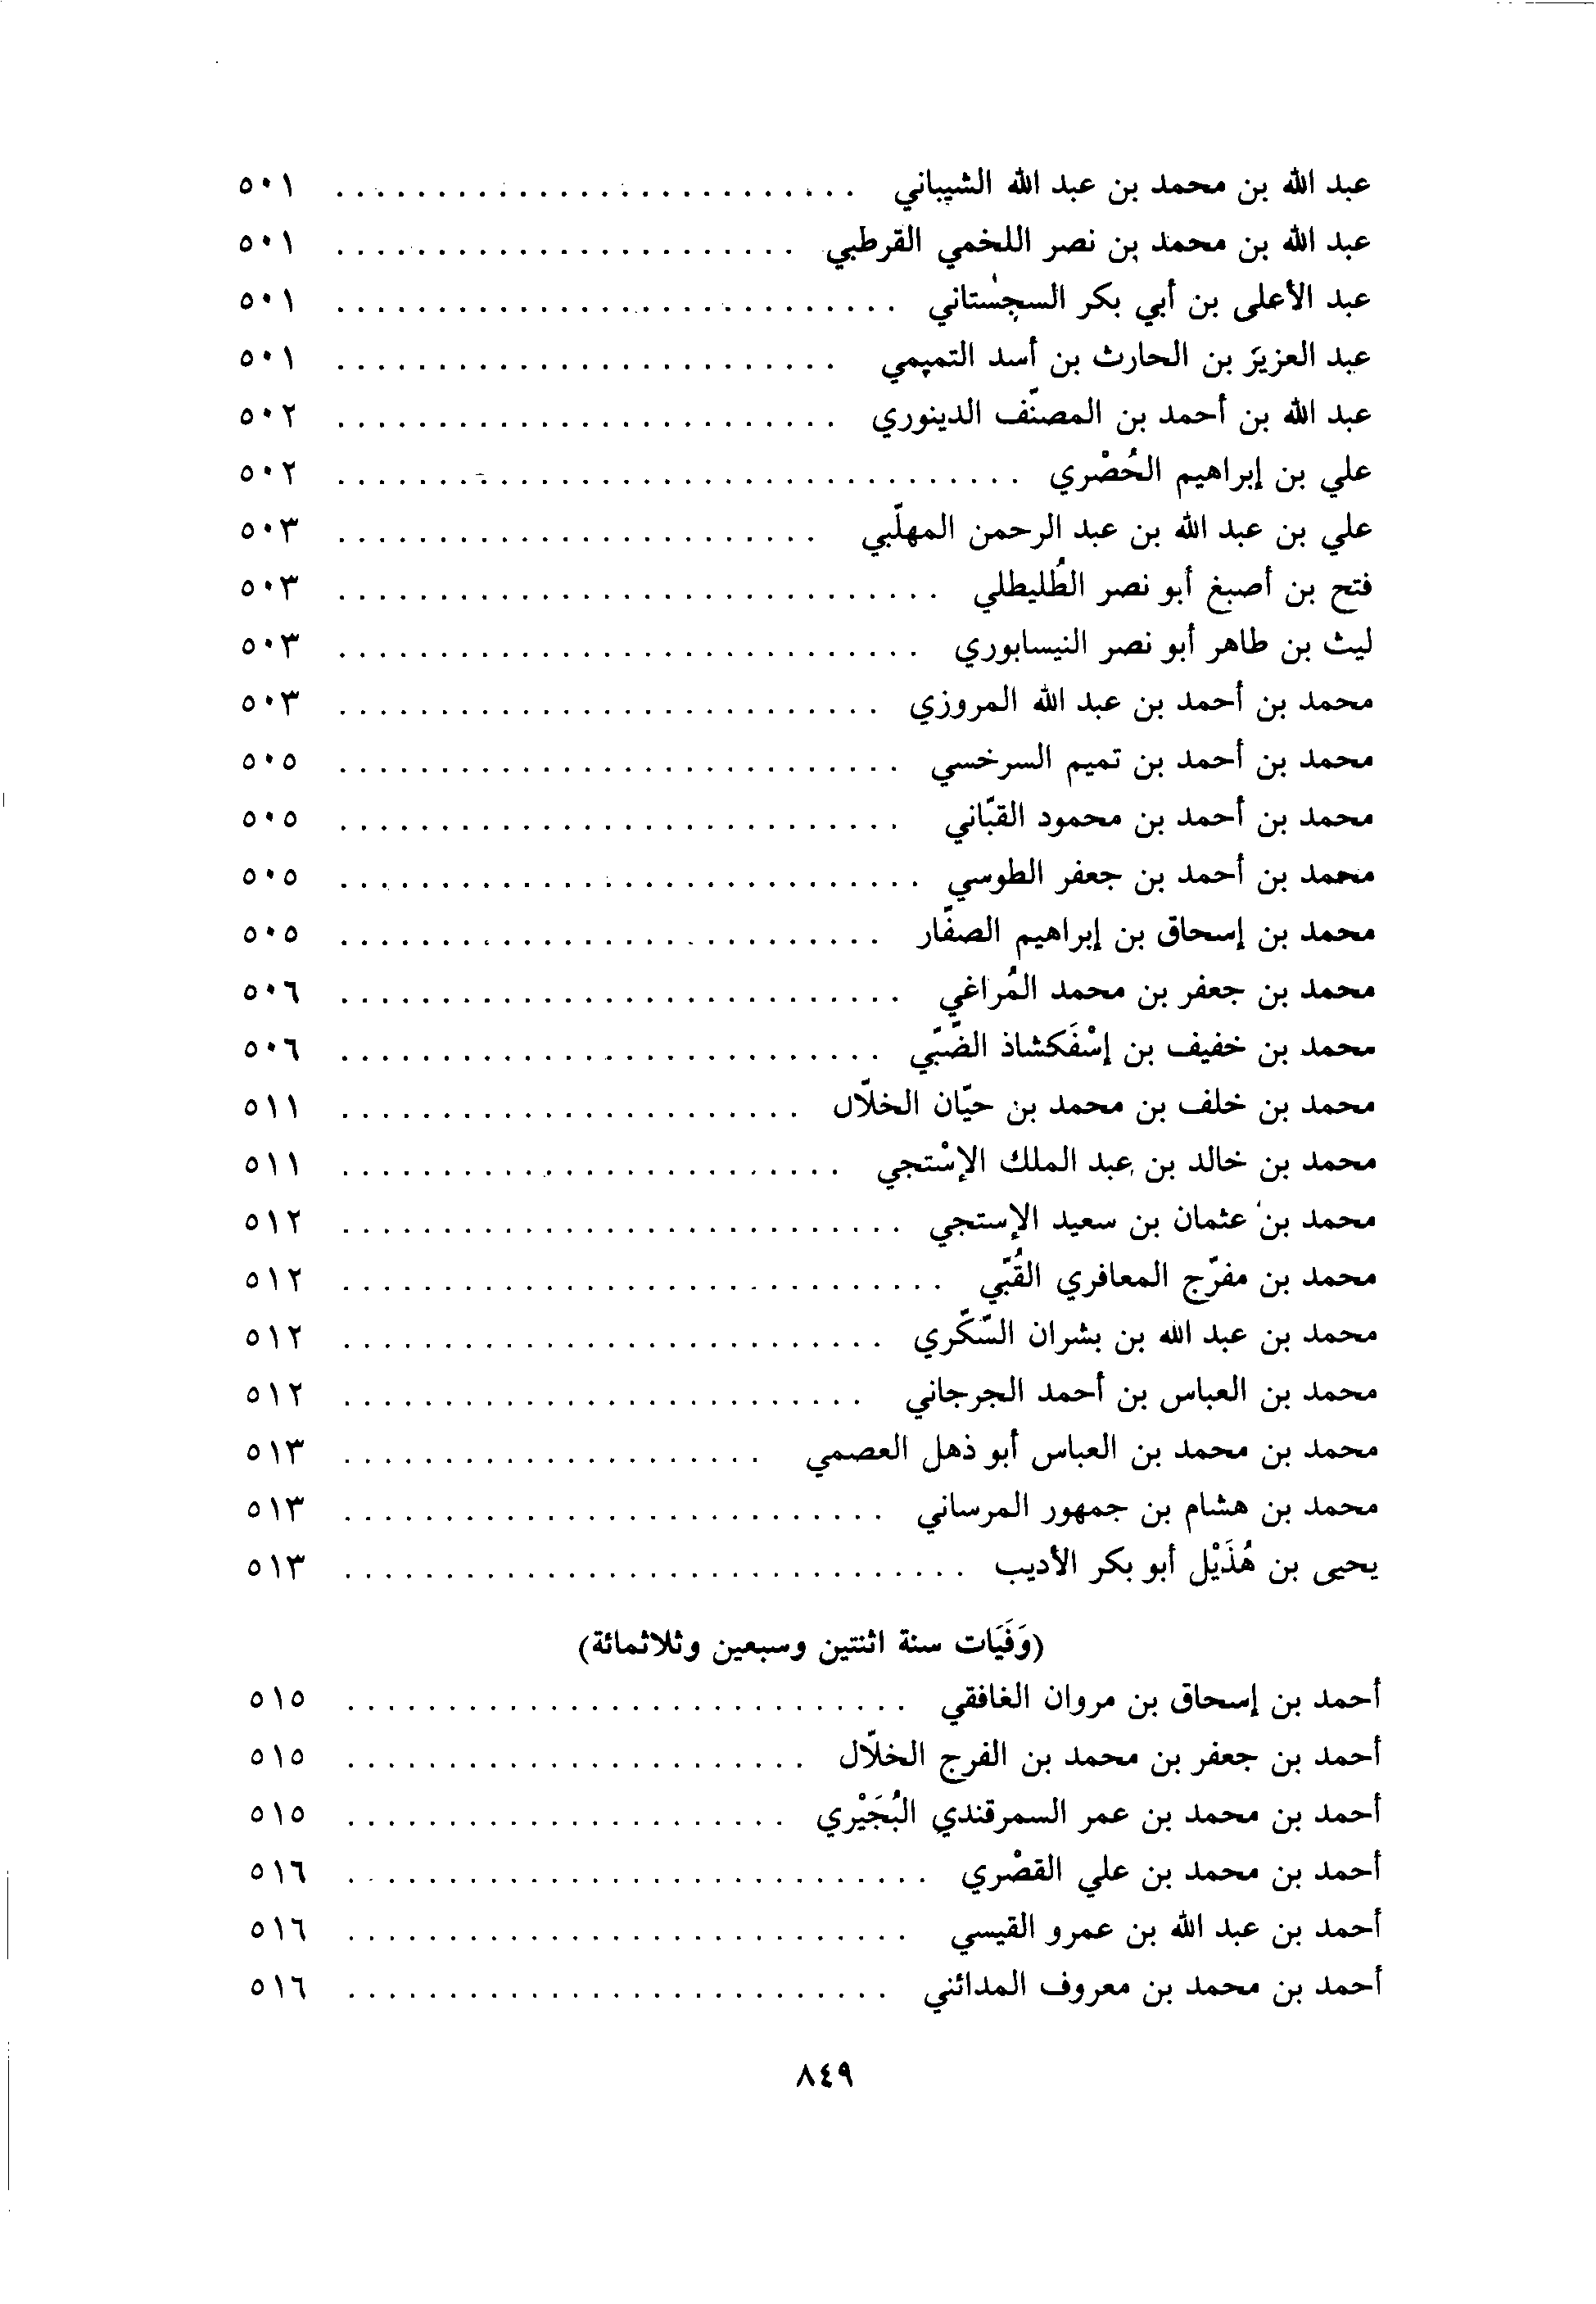 عبد الله بن محمد بن عبد الله الشيباني . . . . . . . . . . . . . . . . . . . . . . . . . . ٥٠١
عبد الله بن محمد بن نصر اللخمي القرطبي . . . . . . . . . . . . . . . . . . . . . . . ٥٠١
عبد الأعلى بن أبي بكر السجسْتاني . . . . . . . . . . . . . . . . . . . . . . . . . . . . ٥٠١
عبد العزيز بن الحارث بن أسد التميمي . . . . . . . . . . . . . . . . . . . . . . . . . ٥٠١
عبد الله بن أحمد بن المصنّف الدينوري . . . . . . . . . . . . . . . . . . . . . . . . . ٥٠٢
علي بن إبراهيم الحُصْري . . . . . . . . . . . . . . . . . . . . . . . . . . . . . . . . . . ٥٠٢
علي بن عبد الله بن عبد الرحمن المهلّبي . . . . . . . . . . . . . . . . . . . . . . . . ٥٠٣
فتح بن أصبغ أبو نصر الطُليطلي . . . . . . . . . . . . . . . . . . . . . . . . . . . . . . ٥٠٣
ليث بن طاهر أبو نصر النيسابوري . . . . . . . . . . . . . . . . . . . . . . . . . . . . . ٥٠٣
محمد بن أحمد بن عبد الله المروزي . . . . . . . . . . . . . . . . . . . . . . . . . . . ٥٠٣
محمد بن أحمد بن تميم السرخسي . . . . . . . . . . . . . . . . . . . . . . . . . . . . ٥٠٥
محمد بن أحمد بن محمود القبّاني . . . . . . . . . . . . . . . . . . . . . . . . . . . . ٥٠٥
محمد بن أحمد بن جعفر الطوسي . . . . . . . . . . . . . . . . . . . . . . . . . . . . . ٥٠٥
محمد بن إسحاق بن إبراهيم الصفّار . . . . . . . . . . . . . . . . . . . . . . . . . . . ٥٠٥
محمد بن جعفر بن محمد المُراغي . . . . . . . . . . . . . . . . . . . . . . . . . . . . ٥٠٦
محمد بن خفيف بن إسْفَكشاذ الضّبّي . . . . . . . . . . . . . . . . . . . . . . . . . . . ٥٠٦
محمد بن خلف بن محمد بن حيّان الخلاّل . . . . . . . . . . . . . . . . . . . . . . . ٥١١
محمد بن خالد بن عبد الملك الإسْتجي . . . . . . . . . . . . . . . . . . . . . . . . . ٥١١
محمد بن عثمان بن سعيد الإستجي . . . . . . . . . . . . . . . . . . . . . . . . . . . . ٥١٢
محمد بن مفرّج المعافري القُبّي . . . . . . . . . . . . . . . . . . . . . . . . . . . . . . ٥١٢
محمد بن عبد الله بن بشران السّكّري . . . . . . . . . . . . . . . . . . . . . . . . . . . ٥١٢
محمد بن العباس بن أحمد الجرجاني . . . . . . . . . . . . . . . . . . . . . . . . . . ٥١٢
محمد بن محمد بن العباس أبو ذهل العصمي . . . . . . . . . . . . . . . . . . . . . ٥١٣
محمد بن هشام بن جمهور المرساني . . . . . . . . . . . . . . . . . . . . . . . . . . . ٥١٣
يحيى بن هُذَيْل أبو بكر الأديب . . . . . . . . . . . . . . . . . . . . . . . . . . . . . . . ٥١٣
(وَفَيَات سنة اثنتين وسبعين وثلاثمائة)
أحمد بن إسحاق بن مروان الغافقي . . . . . . . . . . . . . . . . . . . . . . . . . . . . ٥١٥
أحمد بن جعفر بن محمد بن الفرج الخلاّل . . . . . . . . . . . . . . . . . . . . . . . ٥١٥
أحمد بن محمد بن عمر السمرقندي البُجَيْري . . . . . . . . . . . . . . . . . . . . . . ٥١٥
أحمد بن محمد بن علي القصْري . . . . . . . . . . . . . . . . . . . . . . . . . . . . . ٥١٦
أحمد بن عبد الله بن عمرو القيسي . . . . . . . . . . . . . . . . . . . . . . . . . . . . ٥١٦
أحمد بن محمد بن معروف المدائني . . . . . . . . . . . . . . . . . . . . . . . . . . . ٥١٦
٨٤٩